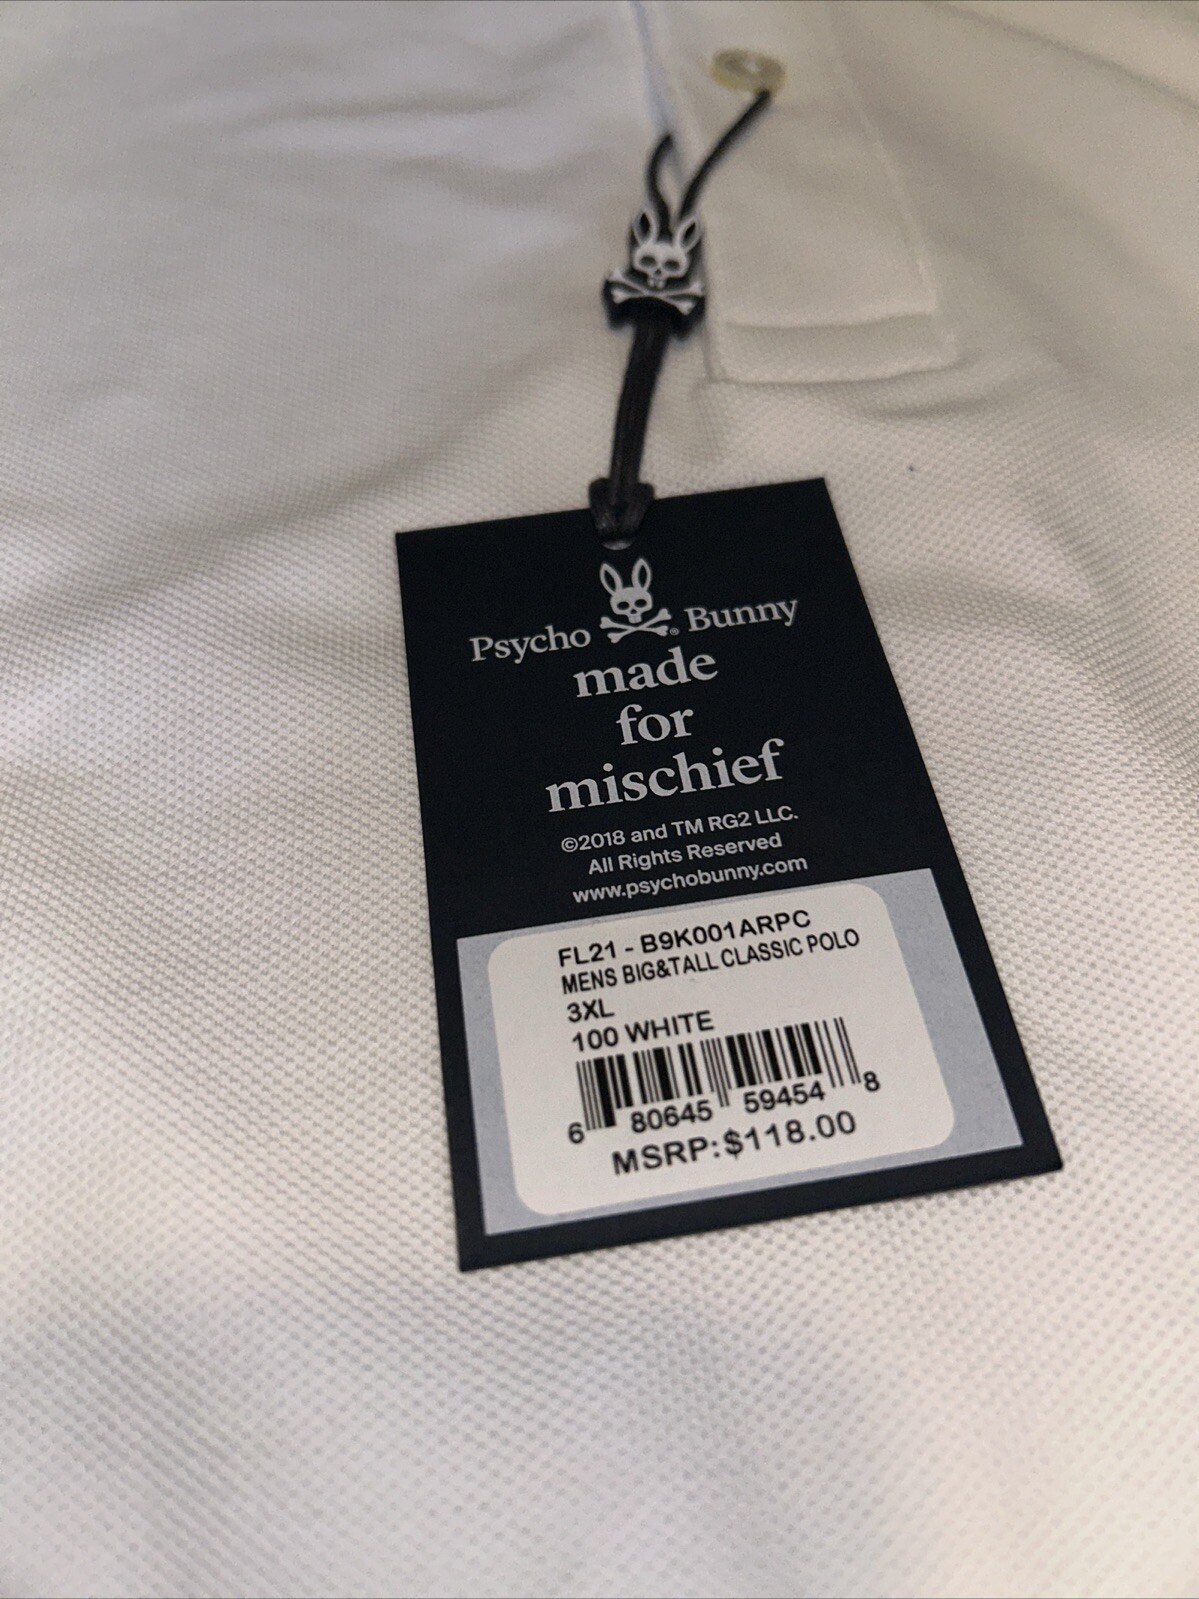 Psycho Bunny®
made
for
mischief
©2018 and TM RG2 LLC.
All Rights Reserved
www.psychobunny.com
FL21 - B9K001ARPC
MENS BIG&TALL CLASSIC POLO
3XL
100 WHITE
6 80645 59454 8
MSRP:$118.00